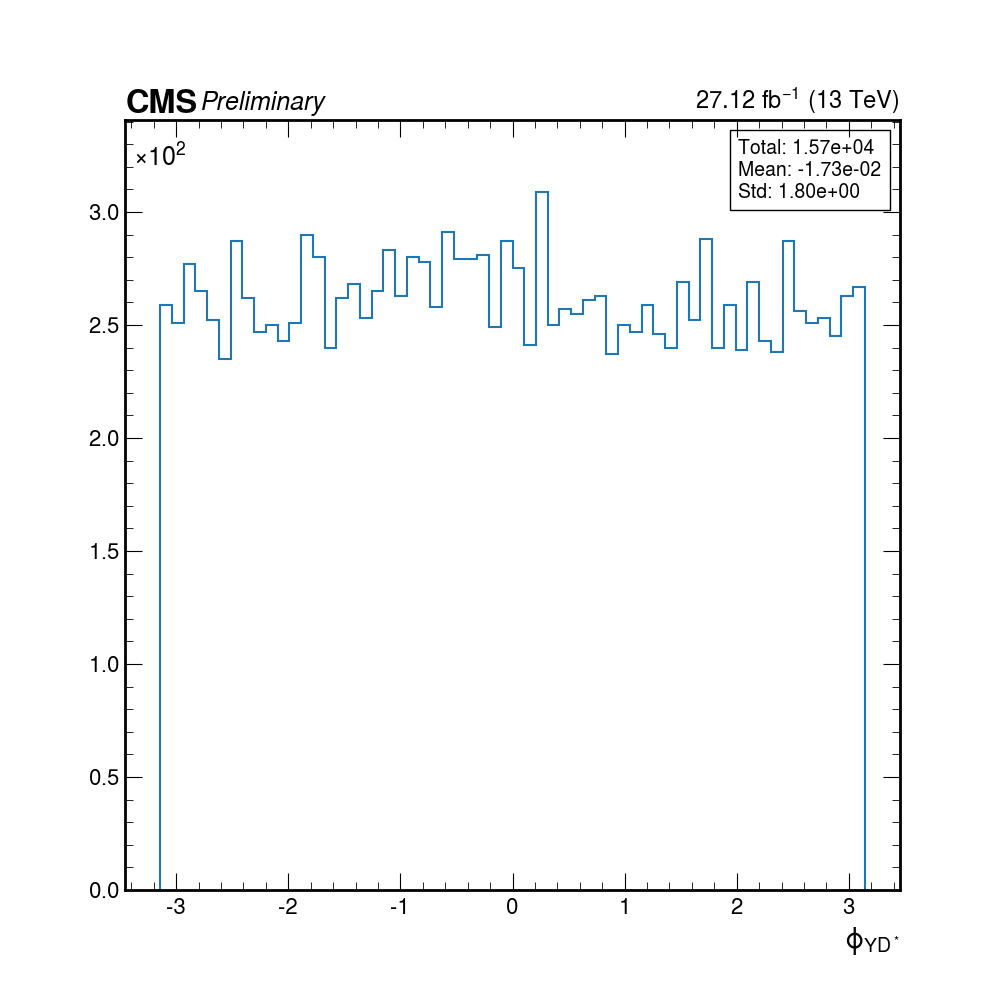 CMS Preliminary 27.12 fb⁻¹ (13 TeV)
×10²
Total: 1.57e+04
Mean: -1.73e-02
Std: 1.80e+00
3.0
2.5
2.0
1.5
1.0
0.5
0.0
-3 -2 -1 0 1 2 3
ϕYD*